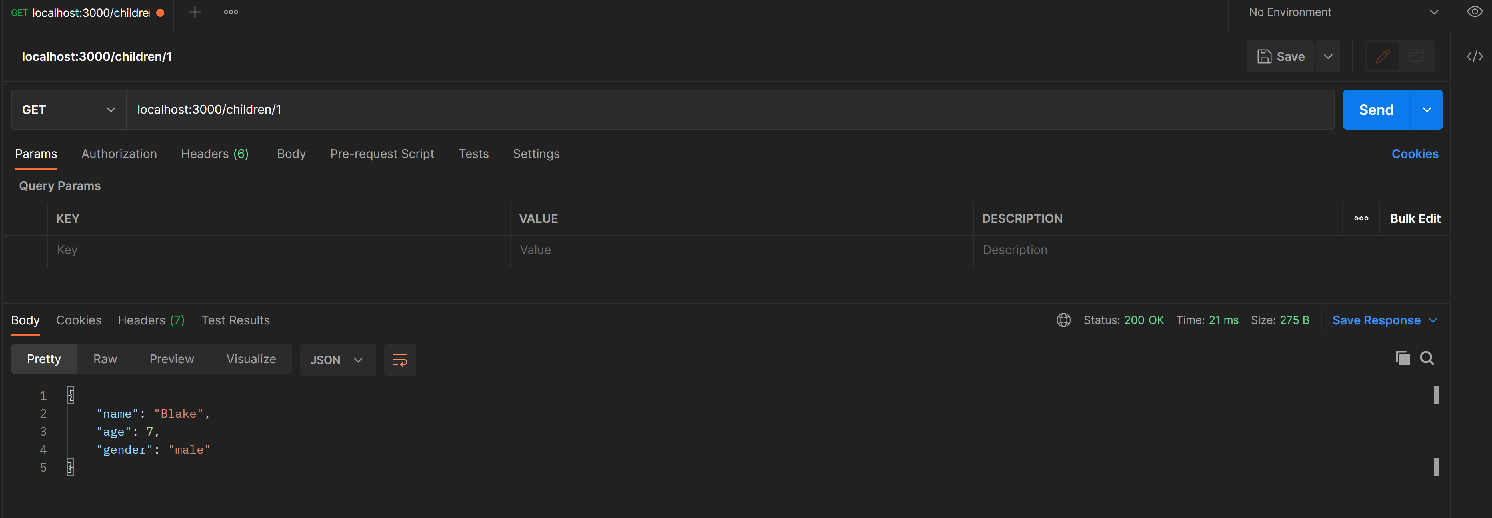 GET localhost:3000/childre No Environment
localhost:3000/children/1 Save </>
GET localhost:3000/children/1 Send
Params Authorization Headers (6) Body Pre-request Script Tests Settings Cookies
Query Params
KEY VALUE DESCRIPTION ooo Bulk Edit
Key Value Description
Body Cookies Headers (7) Test Results Status: 200 OK Time: 21 ms Size: 275 B Save Response
Pretty Raw Preview Visualize JSON
1 {
2 "name": "Blake",
3 "age": 7,
4 "gender": "male"
5 }